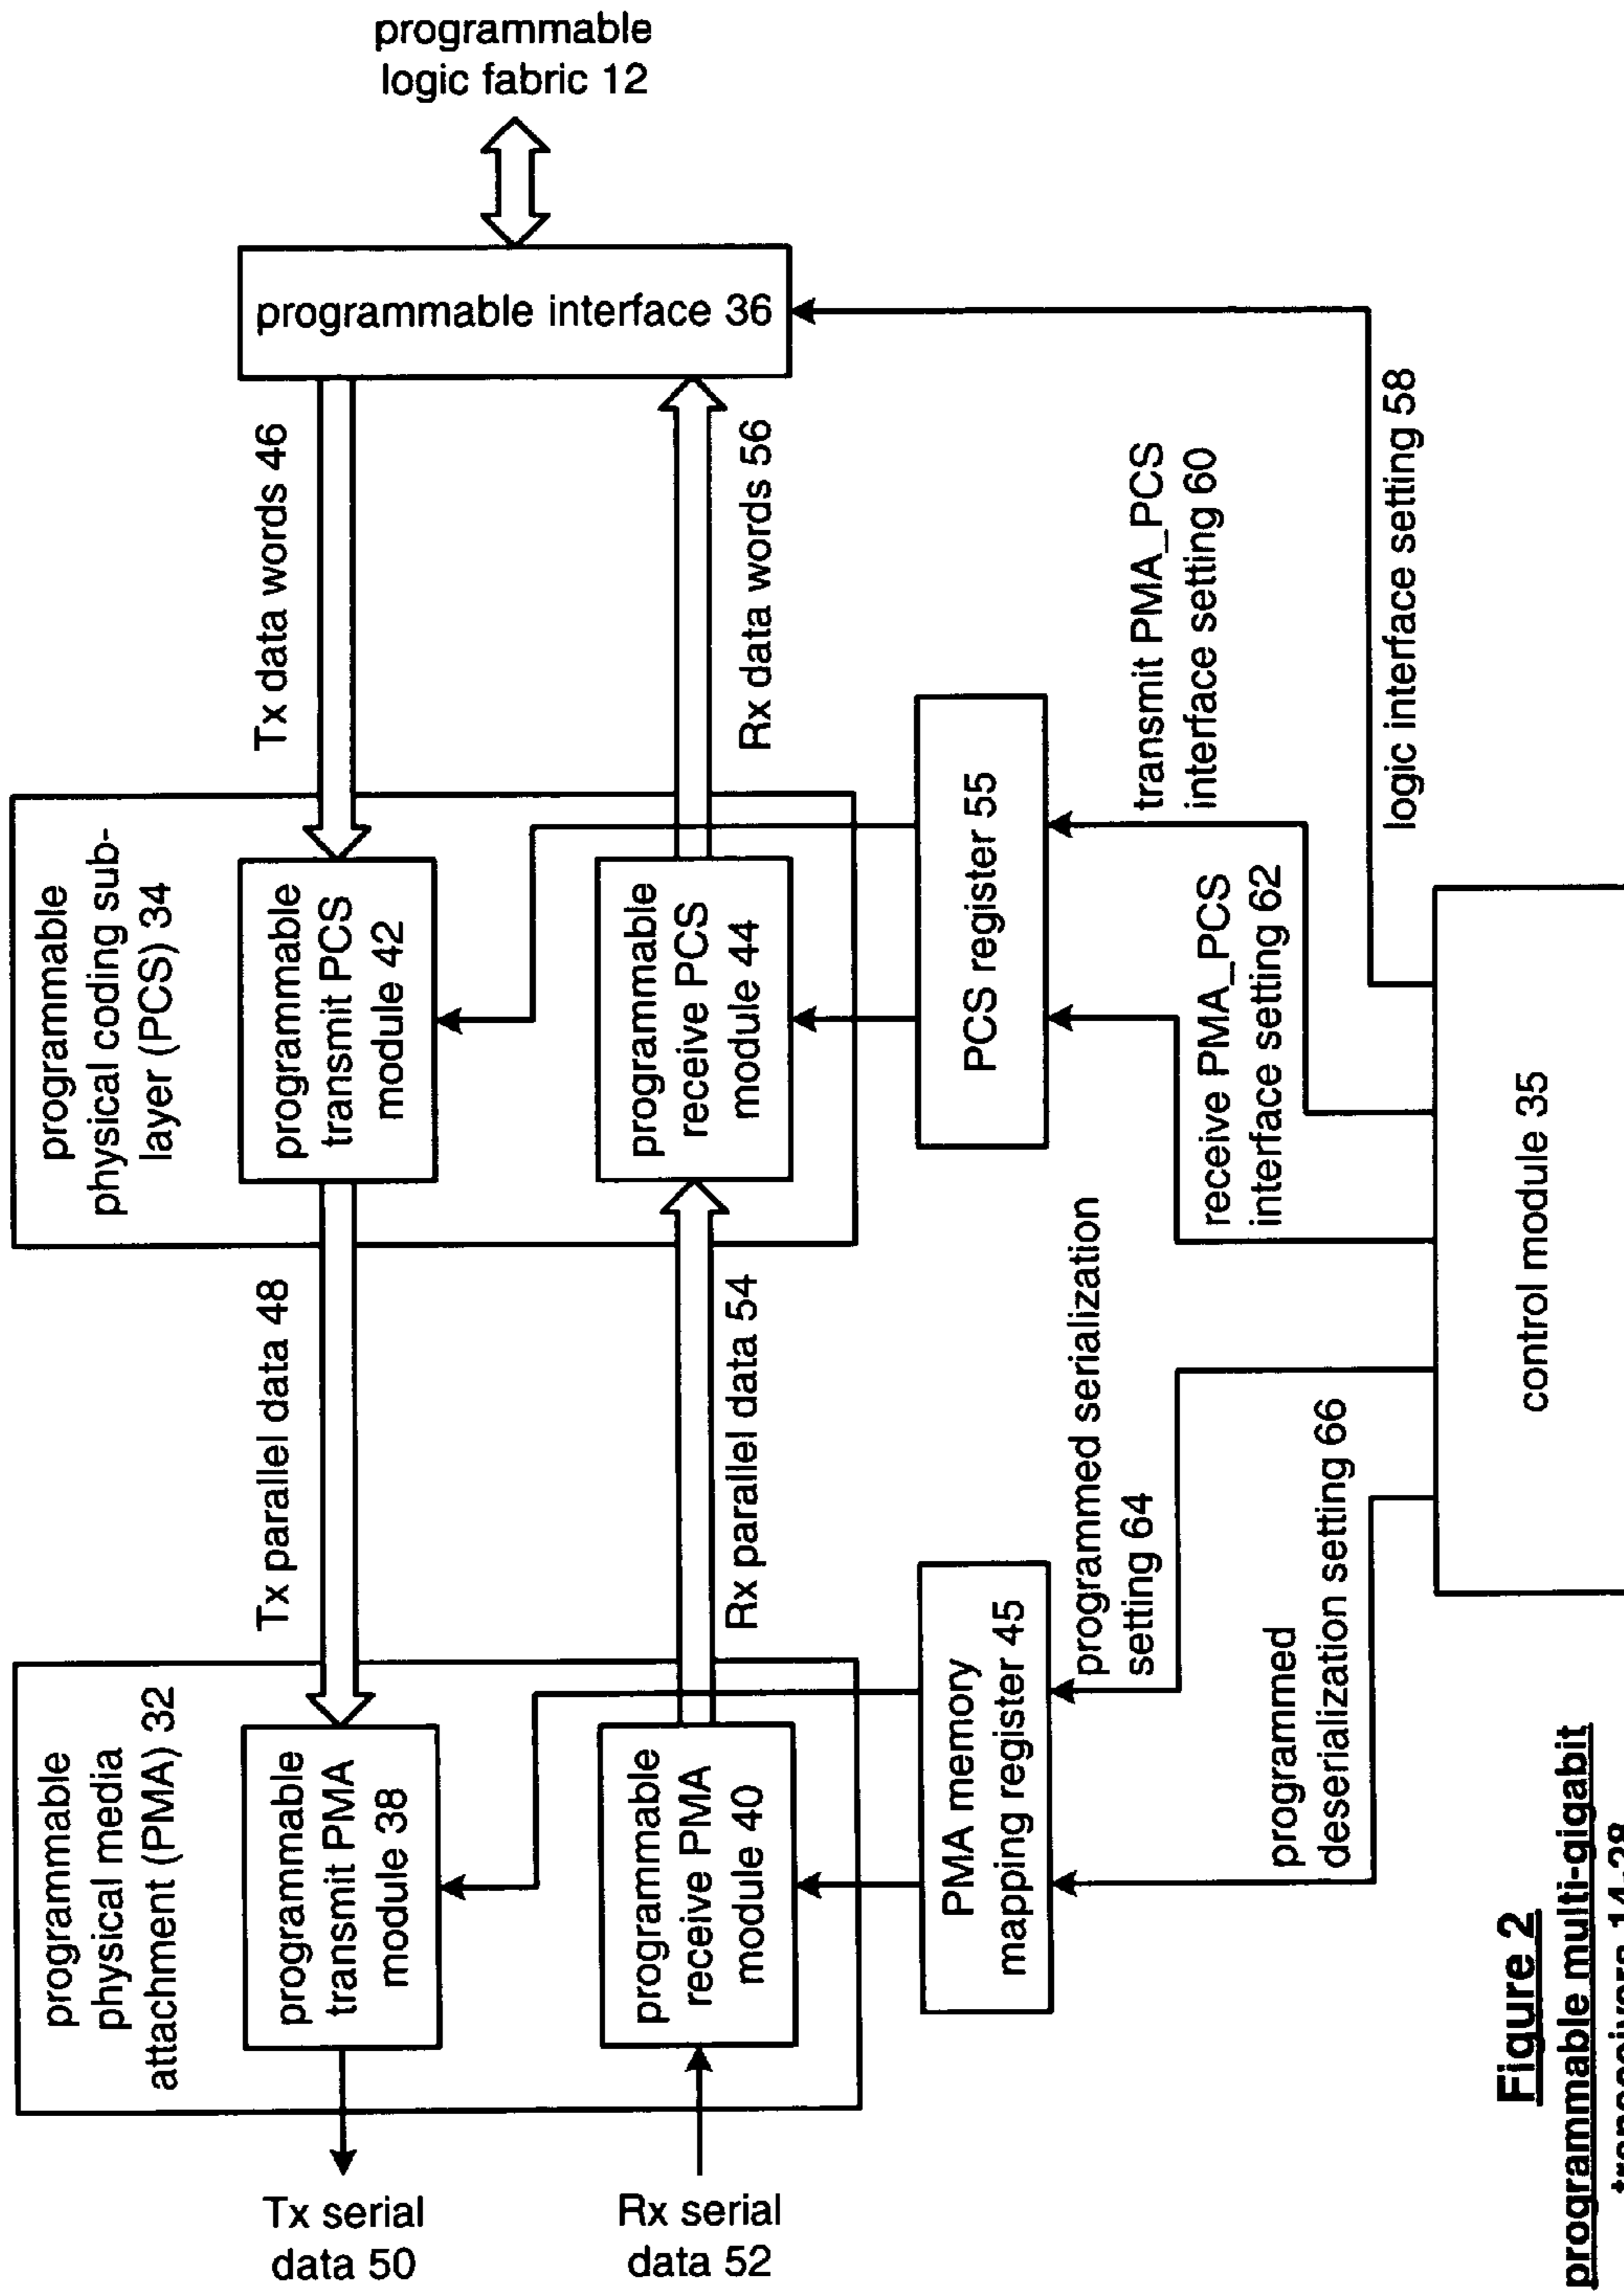 programmable
logic fabric 12
programmable interface 36
Tx data words 46
Rx data words 56
programmable
physical coding sub-
layer (PCS) 34
programmable
transmit PCS
module 42
programmable
receive PCS
module 44
PCS register 55
transmit PMA_PCS
interface setting 60
receive PMA_PCS
interface setting 62
logic interface setting 58
Tx parallel data 48
Rx parallel data 54
programmable
physical media
attachment (PMA) 32
programmable
transmit PMA
module 38
programmable
receive PMA
module 40
PMA memory
mapping register 45
programmed serialization
setting 64
programmed
deserialization setting 66
control module 35
Tx serial
data 50
Rx serial
data 52
Figure 2
programmable multi-gigabit
transceivers 14-28